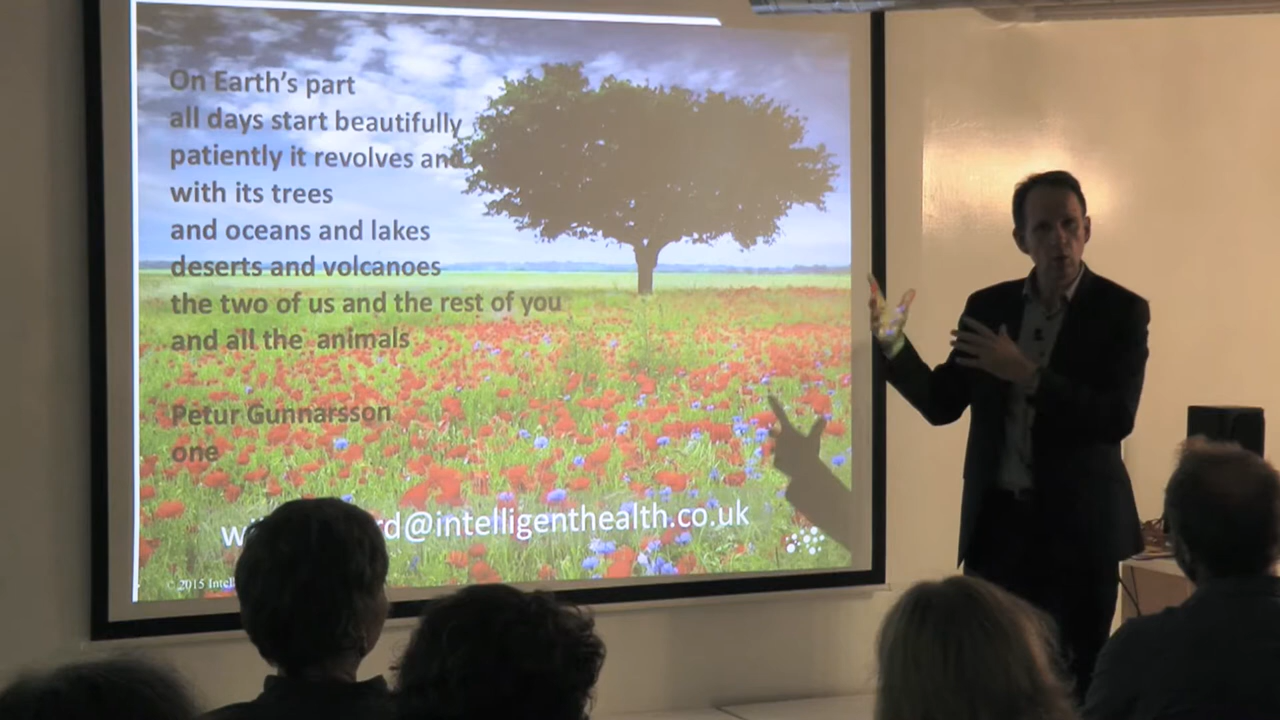 On Earth's part
all days start beautifully
patiently it revolves and
with its trees
and oceans and lakes
deserts and volcanoes
the two of us and the rest of you
and all the animals
Petur Gunnarsson
one
rd@intelligenthealth.co.uk
© 2015